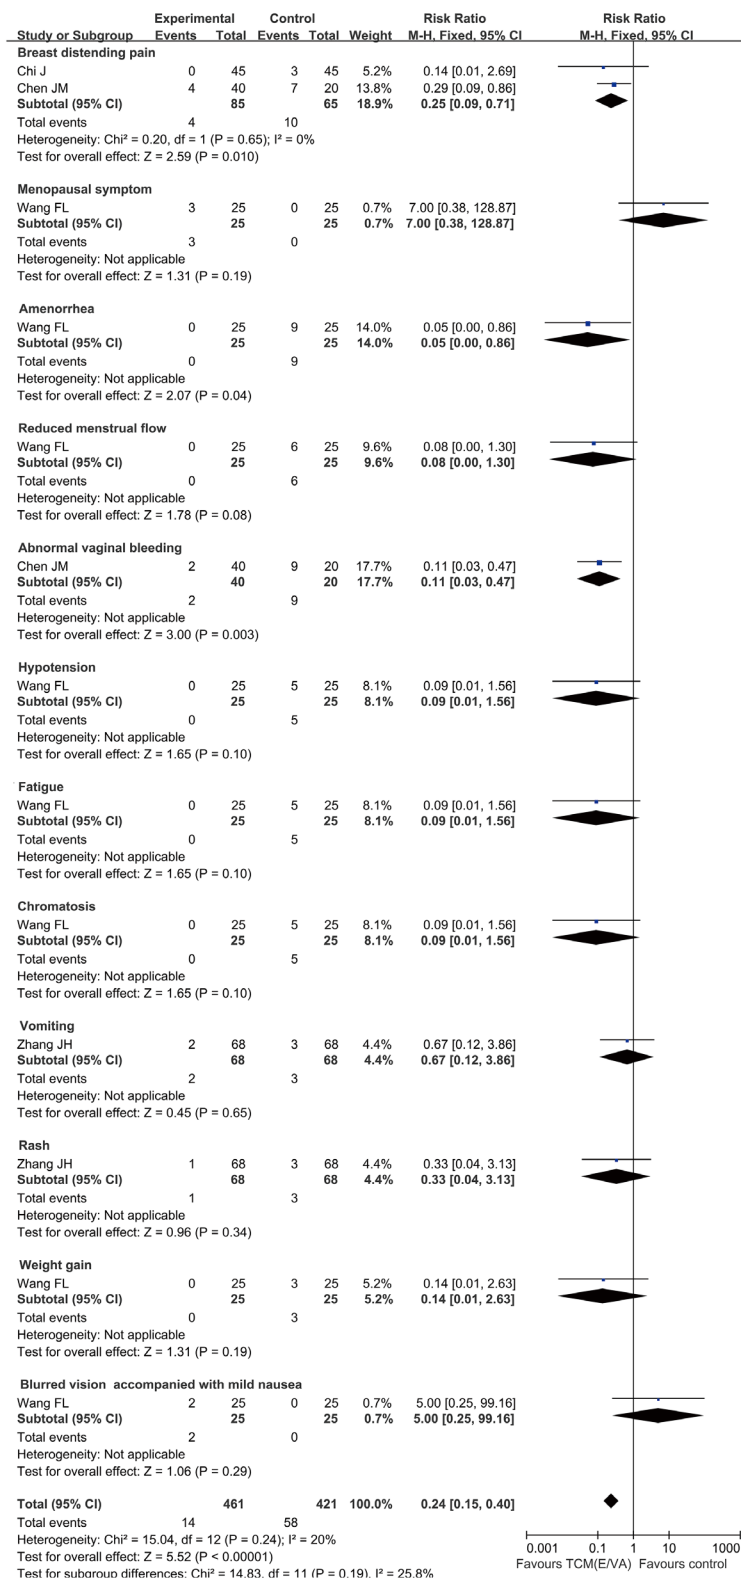 Experimental Control Risk Ratio Risk Ratio
Study or Subgroup Events Total Events Total Weight M-H, Fixed, 95% CI M-H, Fixed, 95% CI
Breast distending pain
Chi J 0 45 3 45 5.2% 0.14 [0.01, 2.69]
Chen JM 4 40 7 20 13.8% 0.29 [0.09, 0.86]
Subtotal (95% CI) 85 65 18.9% 0.25 [0.09, 0.71]
Total events 4 10
Heterogeneity: Chi² = 0.20, df = 1 (P = 0.65); I² = 0%
Test for overall effect: Z = 2.59 (P = 0.010)
Menopausal symptom
Wang FL 3 25 0 25 0.7% 7.00 [0.38, 128.87]
Subtotal (95% CI) 25 25 0.7% 7.00 [0.38, 128.87]
Total events 3 0
Heterogeneity: Not applicable
Test for overall effect: Z = 1.31 (P = 0.19)
Amenorrhea
Wang FL 0 25 9 25 14.0% 0.05 [0.00, 0.86]
Subtotal (95% CI) 25 25 14.0% 0.05 [0.00, 0.86]
Total events 0 9
Heterogeneity: Not applicable
Test for overall effect: Z = 2.07 (P = 0.04)
Reduced menstrual flow
Wang FL 0 25 6 25 9.6% 0.08 [0.00, 1.30]
Subtotal (95% CI) 25 25 9.6% 0.08 [0.00, 1.30]
Total events 0 6
Heterogeneity: Not applicable
Test for overall effect: Z = 1.78 (P = 0.08)
Abnormal vaginal bleeding
Chen JM 2 40 9 20 17.7% 0.11 [0.03, 0.47]
Subtotal (95% CI) 40 20 17.7% 0.11 [0.03, 0.47]
Total events 2 9
Heterogeneity: Not applicable
Test for overall effect: Z = 3.00 (P = 0.003)
Hypotension
Wang FL 0 25 5 25 8.1% 0.09 [0.01, 1.56]
Subtotal (95% CI) 25 25 8.1% 0.09 [0.01, 1.56]
Total events 0 5
Heterogeneity: Not applicable
Test for overall effect: Z = 1.65 (P = 0.10)
Fatigue
Wang FL 0 25 5 25 8.1% 0.09 [0.01, 1.56]
Subtotal (95% CI) 25 25 8.1% 0.09 [0.01, 1.56]
Total events 0 5
Heterogeneity: Not applicable
Test for overall effect: Z = 1.65 (P = 0.10)
Chromatosis
Wang FL 0 25 5 25 8.1% 0.09 [0.01, 1.56]
Subtotal (95% CI) 25 25 8.1% 0.09 [0.01, 1.56]
Total events 0 5
Heterogeneity: Not applicable
Test for overall effect: Z = 1.65 (P = 0.10)
Vomiting
Zhang JH 2 68 3 68 4.4% 0.67 [0.12, 3.86]
Subtotal (95% CI) 68 68 4.4% 0.67 [0.12, 3.86]
Total events 2 3
Heterogeneity: Not applicable
Test for overall effect: Z = 0.45 (P = 0.65)
Rash
Zhang JH 1 68 3 68 4.4% 0.33 [0.04, 3.13]
Subtotal (95% CI) 68 68 4.4% 0.33 [0.04, 3.13]
Total events 1 3
Heterogeneity: Not applicable
Test for overall effect: Z = 0.96 (P = 0.34)
Weight gain
Wang FL 0 25 3 25 5.2% 0.14 [0.01, 2.63]
Subtotal (95% CI) 25 25 5.2% 0.14 [0.01, 2.63]
Total events 0 3
Heterogeneity: Not applicable
Test for overall effect: Z = 1.31 (P = 0.19)
Blurred vision accompanied with mild nausea
Wang FL 2 25 0 25 0.7% 5.00 [0.25, 99.16]
Subtotal (95% CI) 25 25 0.7% 5.00 [0.25, 99.16]
Total events 2 0
Heterogeneity: Not applicable
Test for overall effect: Z = 1.06 (P = 0.29)
Total (95% CI) 461 421 100.0% 0.24 [0.15, 0.40]
Total events 14 58
Heterogeneity: Chi² = 15.04, df = 12 (P = 0.24); I² = 20%
Test for overall effect: Z = 5.52 (P < 0.00001)
Test for subgroup differences: Chi² = 14.83, df = 11 (P = 0.19), I² = 25.8%
0.001 0.1 1 10 1000
Favours TCM(E/VA) Favours control